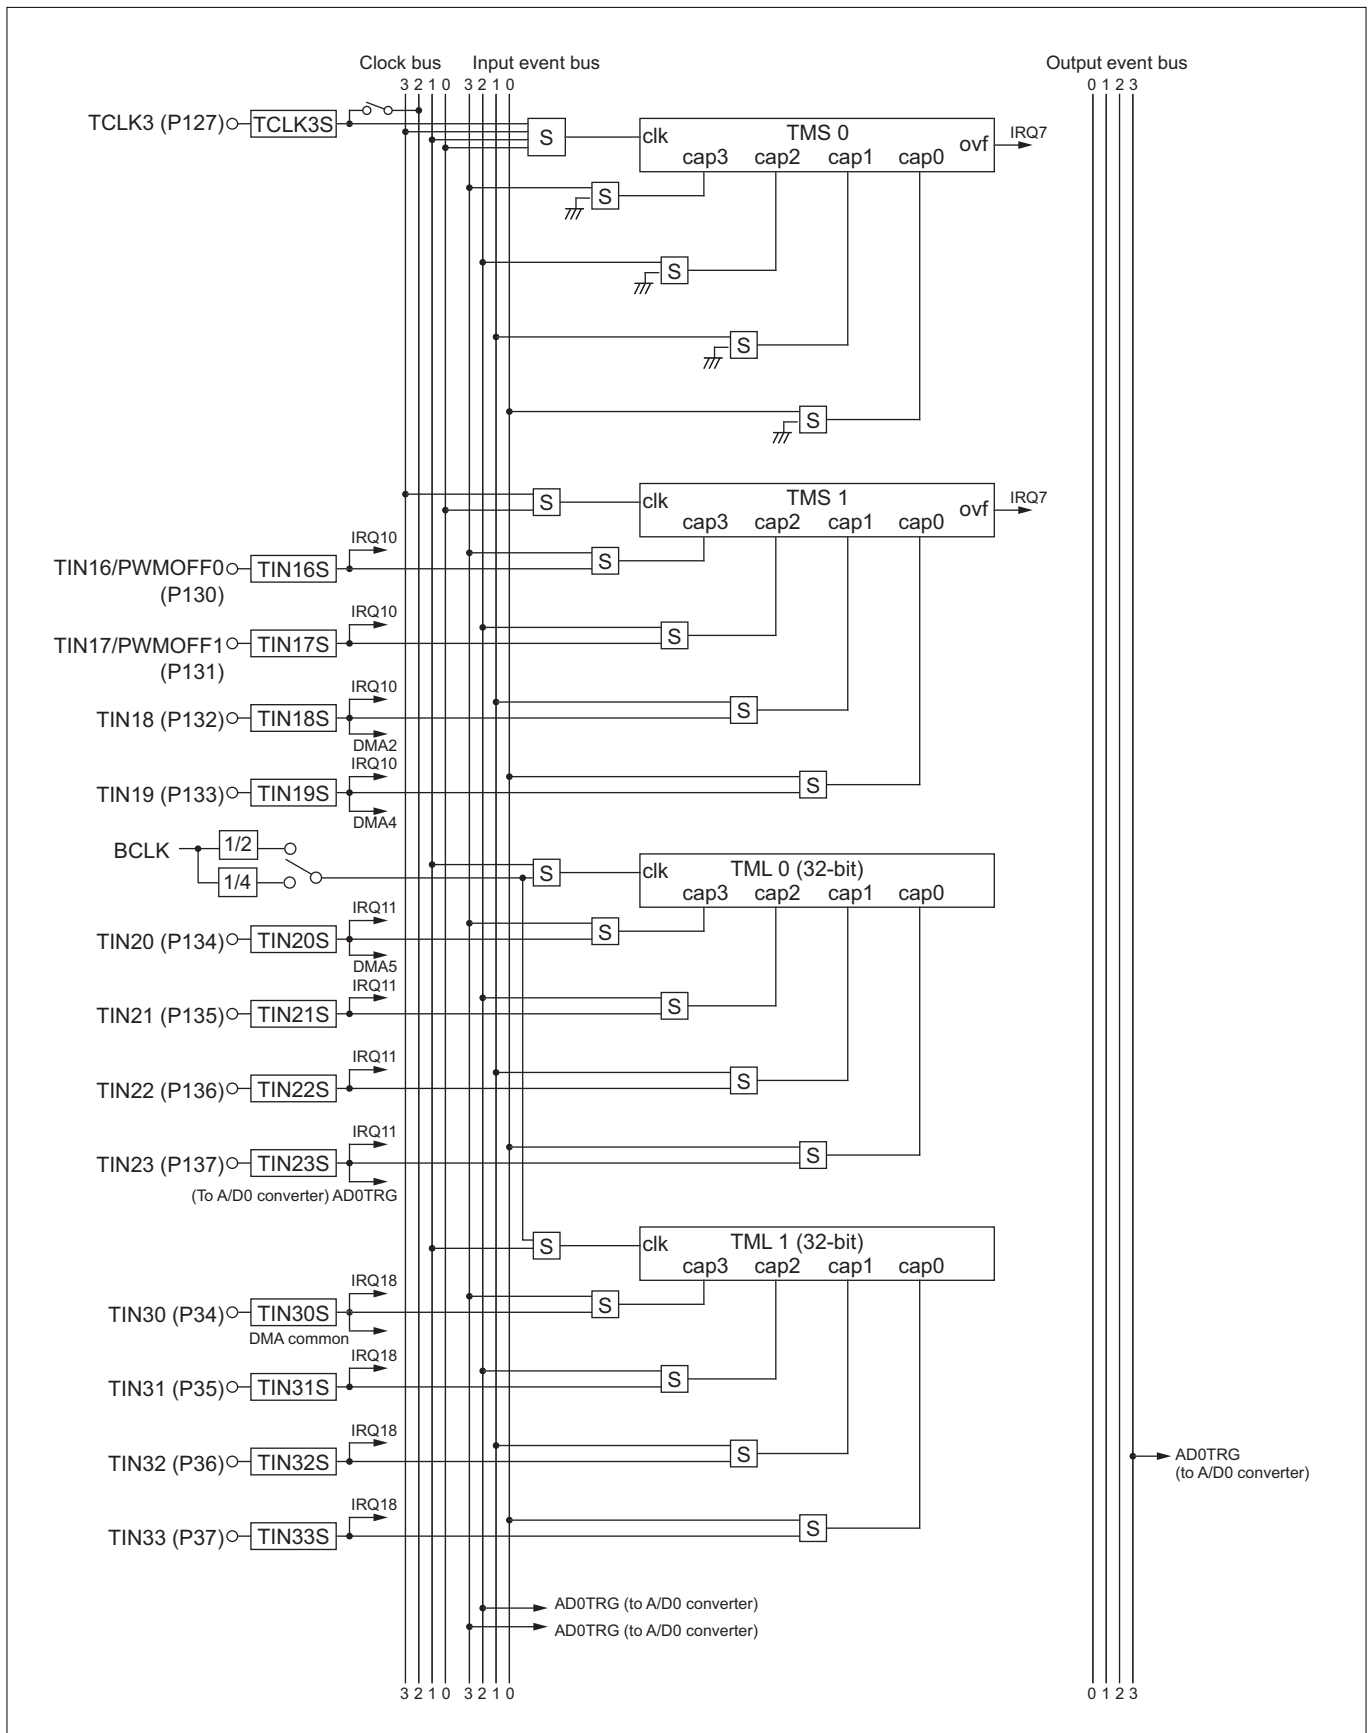 Clock bus Input event bus Output event bus
3 2 1 0 3 2 1 0 0 1 2 3
TCLK3 (P127) TCLK3S S clk TMS 0 ovf IRQ7
cap3 cap2 cap1 cap0
S
S
S
S
S clk TMS 1 ovf IRQ7
cap3 cap2 cap1 cap0
IRQ10
TIN16/PWMOFF0 TIN16S S
(P130)
IRQ10
TIN17/PWMOFF1 TIN17S S
(P131)
IRQ10
TIN18 (P132) TIN18S S
DMA2
IRQ10
TIN19 (P133) TIN19S S
DMA4
BCLK 1/2
1/4
S clk TML 0 (32-bit)
cap3 cap2 cap1 cap0
IRQ11
TIN20 (P134) TIN20S S
DMA5
IRQ11
TIN21 (P135) TIN21S S
IRQ11
TIN22 (P136) TIN22S S
IRQ11
TIN23 (P137) TIN23S S
(To A/D0 converter) AD0TRG
S clk TML 1 (32-bit)
cap3 cap2 cap1 cap0
IRQ18
TIN30 (P34) TIN30S S
DMA common
IRQ18
TIN31 (P35) TIN31S S
IRQ18
TIN32 (P36) TIN32S S
AD0TRG
(to A/D0 converter)
IRQ18
TIN33 (P37) TIN33S S
AD0TRG (to A/D0 converter)
AD0TRG (to A/D0 converter)
3 2 1 0 3 2 1 0 0 1 2 3